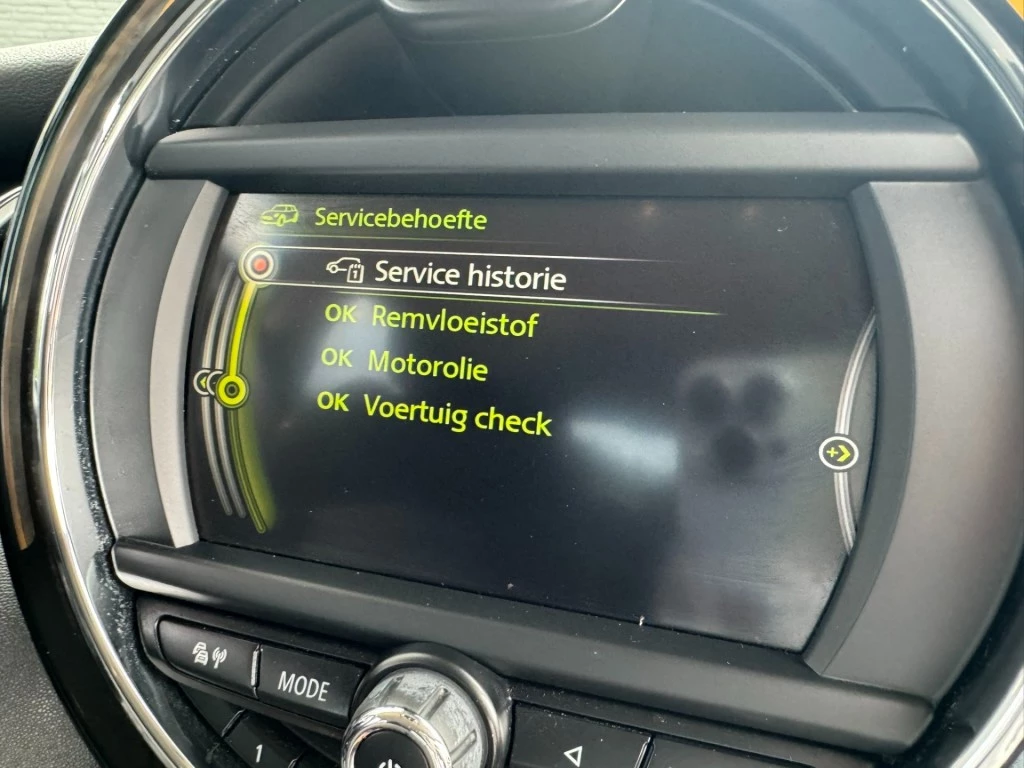 Servicebehoefte
Service historie
OK Remvloeistof
OK Motorolie
OK Voertuig check
MODE
1